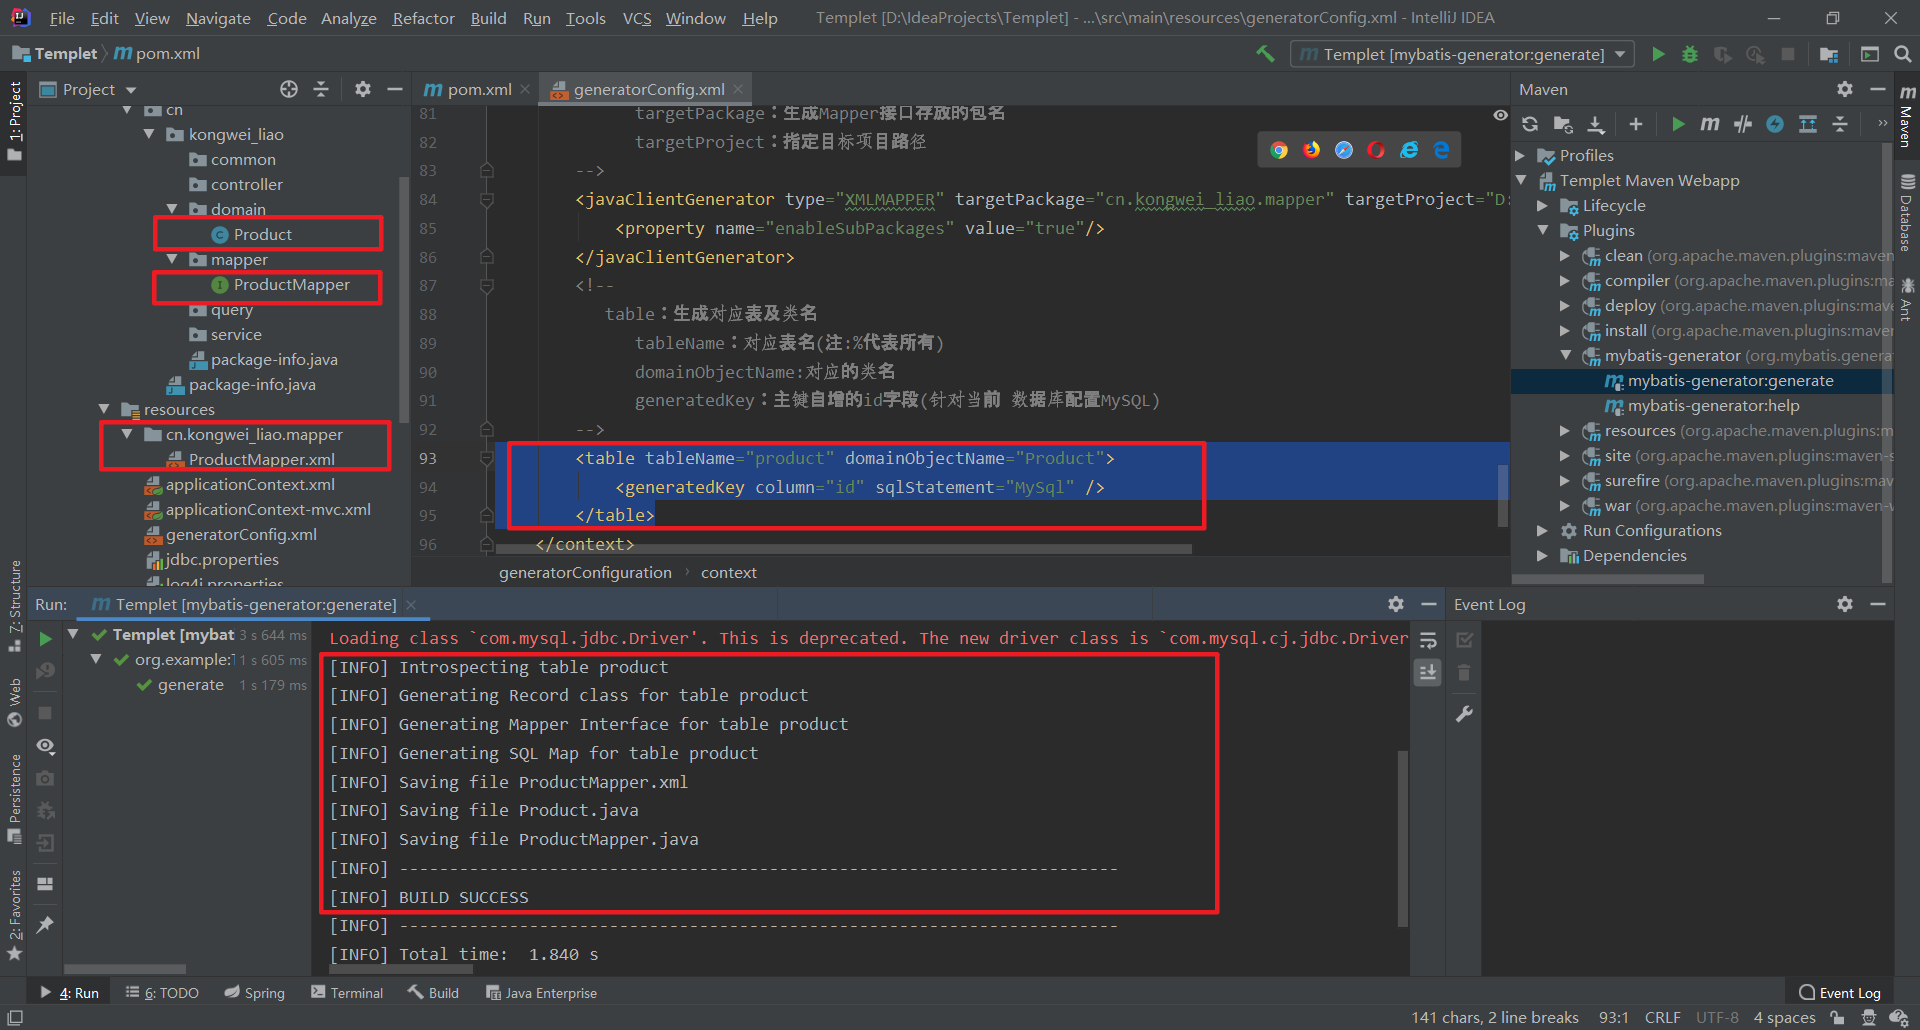 File Edit View Navigate Code Analyze Refactor Build Run Tools VCS Window Help Templet [D:\IdeaProjects\Templet] - ...\src\main\resources\generatorConfig.xml - IntelliJ IDEA
Templet pom.xml
Templet [mybatis-generator:generate]
1: Project
Project
cn
kongwei_liao
common
controller
domain
Product
mapper
ProductMapper
query
service
package-info.java
package-info.java
resources
cn.kongwei_liao.mapper
ProductMapper.xml
applicationContext.xml
applicationContext-mvc.xml
generatorConfig.xml
jdbc.properties
log4j.properties
pom.xml
generatorConfig.xml
81 targetPackage：生成Mapper接口存放的包名
82 targetProject：指定目标项目路径
83 -->
84 <javaClientGenerator type="XMLMAPPER" targetPackage="cn.kongwei_liao.mapper" targetProject="D:
85 <property name="enableSubPackages" value="true"/>
86 </javaClientGenerator>
87 <!--
88 table：生成对应表及类名
89 tableName：对应表名(注:%代表所有)
90 domainObjectName:对应的类名
91 generatedKey：主键自增的id字段(针对当前 数据库配置MySQL)
92 -->
93 <table tableName="product" domainObjectName="Product">
94 <generatedKey column="id" sqlStatement="MySql" />
95 </table>
96 </context>
generatorConfiguration › context
Maven
Profiles
Templet Maven Webapp
Lifecycle
Plugins
clean (org.apache.maven.plugins:maven
compiler (org.apache.maven.plugins:ma
deploy (org.apache.maven.plugins:mave
install (org.apache.maven.plugins:maver
mybatis-generator (org.mybatis.genera
mybatis-generator:generate
mybatis-generator:help
resources (org.apache.maven.plugins:m
site (org.apache.maven.plugins:maven-s
surefire (org.apache.maven.plugins:mave
war (org.apache.maven.plugins:maven-v
Run Configurations
Dependencies
Maven
Database
Ant
Z: Structure
Web
Persistence
2: Favorites
Run: Templet [mybatis-generator:generate]
Templet [mybat 3 s 644 ms
org.example: 1 s 605 ms
generate 1 s 179 ms
Loading class `com.mysql.jdbc.Driver'. This is deprecated. The new driver class is `com.mysql.cj.jdbc.Driver
[INFO] Introspecting table product
[INFO] Generating Record class for table product
[INFO] Generating Mapper Interface for table product
[INFO] Generating SQL Map for table product
[INFO] Saving file ProductMapper.xml
[INFO] Saving file Product.java
[INFO] Saving file ProductMapper.java
[INFO] ------------------------------------------------------------------------
[INFO] BUILD SUCCESS
[INFO] ------------------------------------------------------------------------
[INFO] Total time: 1.840 s
Event Log
4: Run 6: TODO Spring Terminal Build Java Enterprise
Event Log
141 chars, 2 line breaks 93:1 CRLF UTF-8 4 spaces